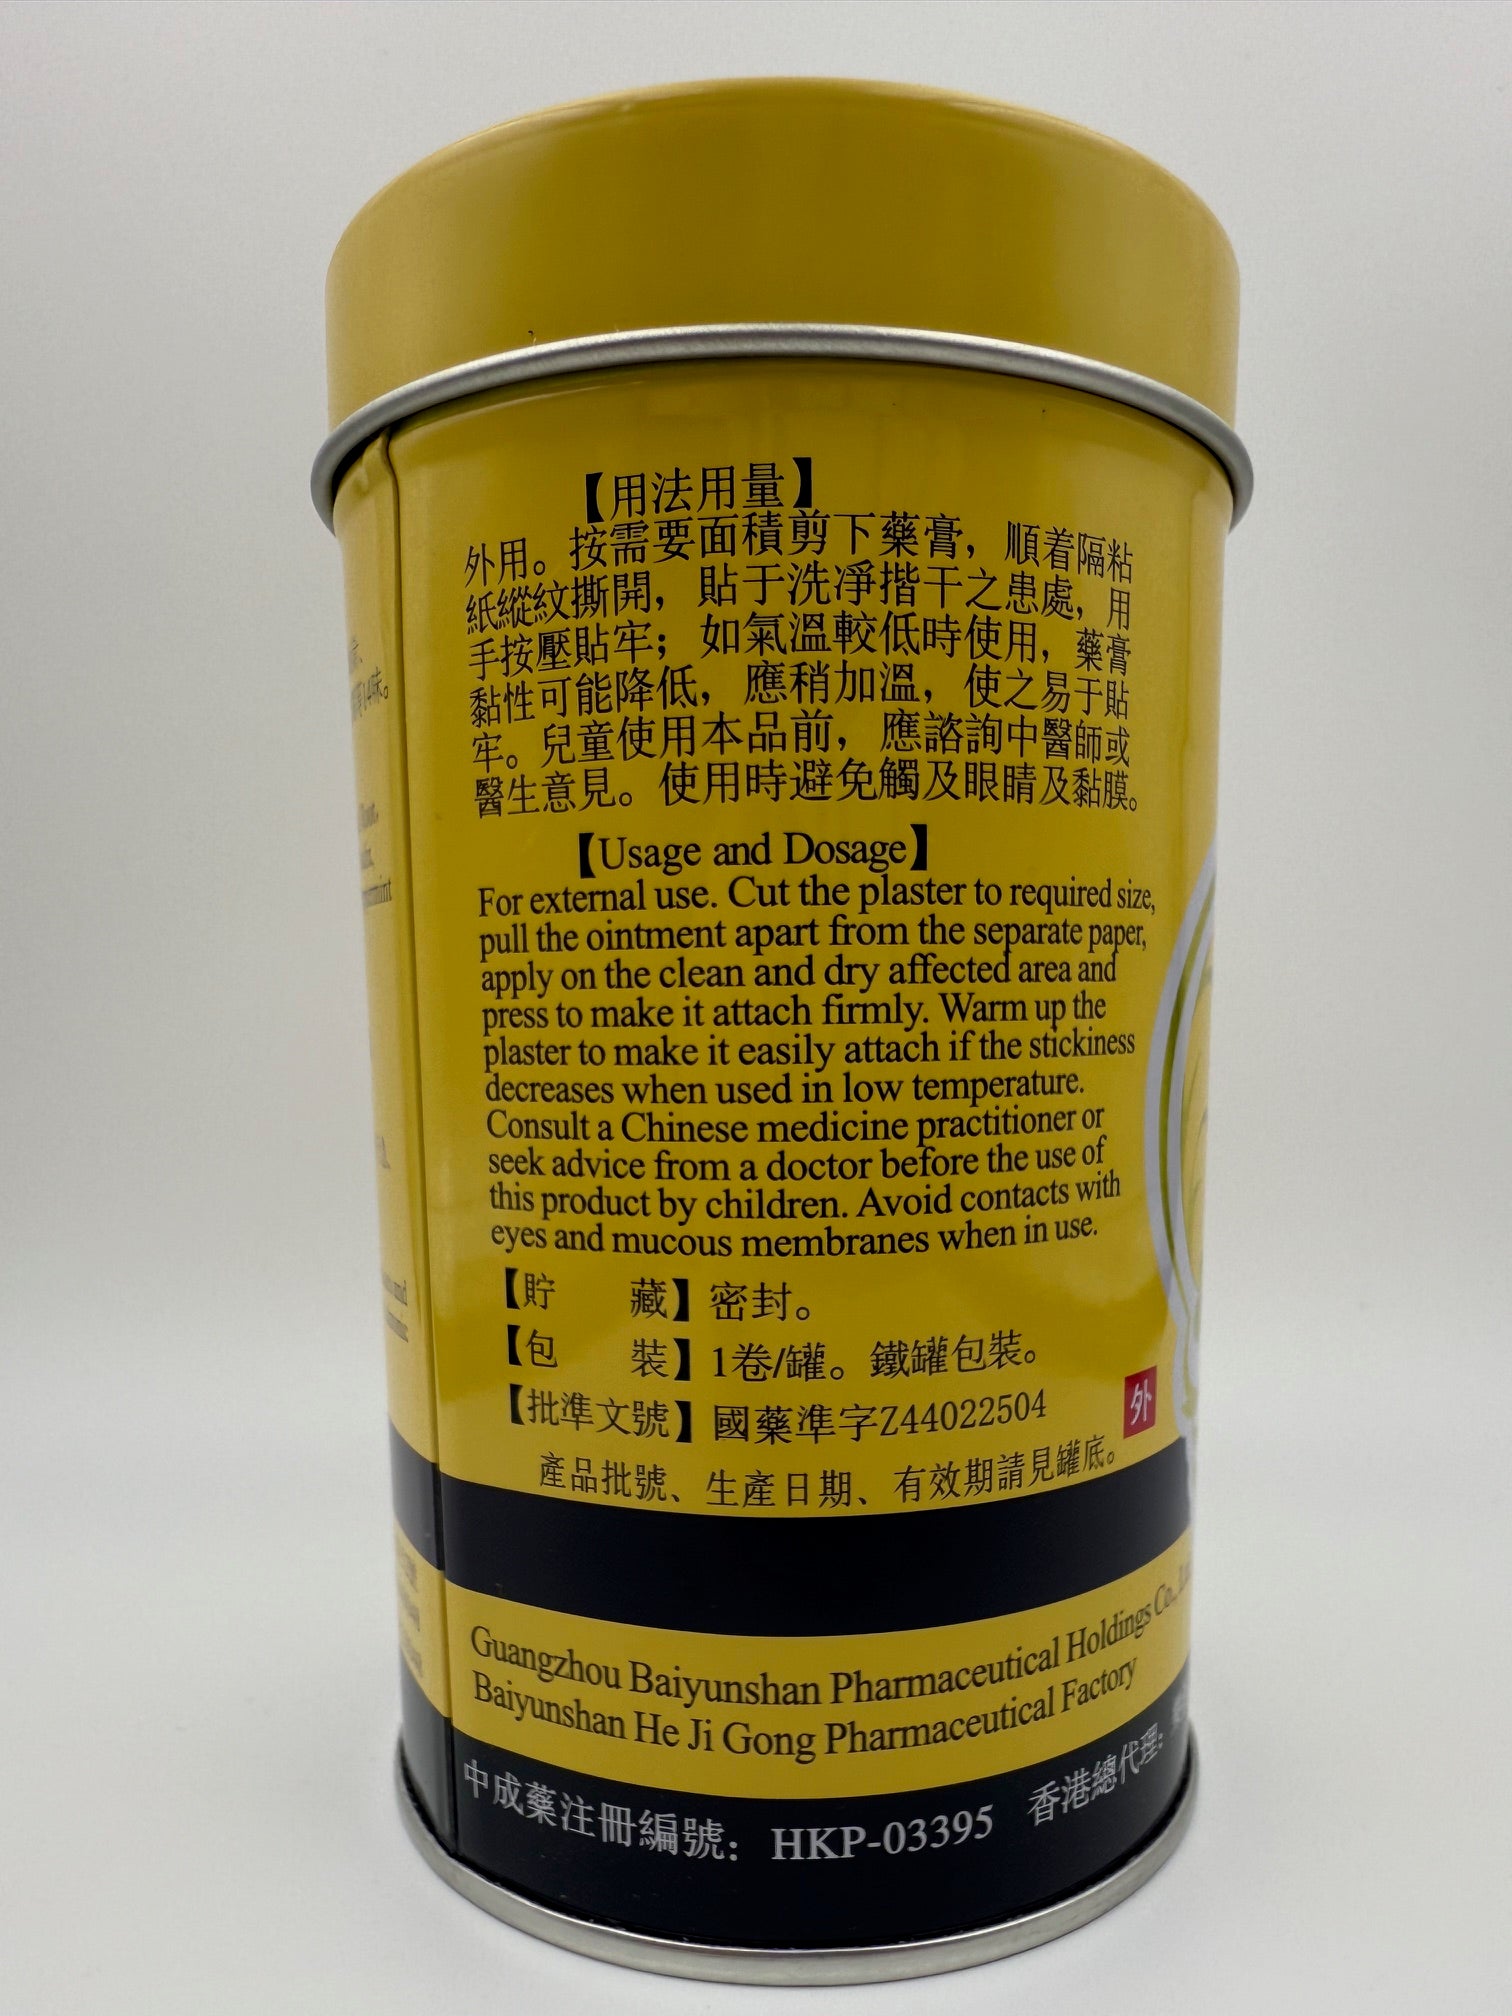 【用法用量】
外用。按需要面積剪下藥膏，順着隔粘
紙縱紋撕開，貼于洗凈揩干之患處，用
手按壓貼牢；如氣溫較低時使用，藥膏
黏性可能降低，應稍加溫，使之易于貼
牢。兒童使用本品前，應諮詢中醫師或
醫生意見。使用時避免觸及眼睛及黏膜。
【Usage and Dosage】
For external use. Cut the plaster to required size,
pull the ointment apart from the separate paper,
apply on the clean and dry affected area and
press to make it attach firmly. Warm up the
plaster to make it easily attach if the stickiness
decreases when used in low temperature.
Consult a Chinese medicine practitioner or
seek advice from a doctor before the use of
this product by children. Avoid contacts with
eyes and mucous membranes when in use.
【貯 藏】密封。
【包 裝】1卷/罐。鐵罐包裝。
【批準文號】國藥準字Z44022504
外
產品批號、生產日期、有效期請見罐底。
Guangzhou Baiyunshan Pharmaceutical Holdings Co.,
Baiyunshan He Ji Gong Pharmaceutical Factory
中成藥注冊編號：HKP-03395 香港總代理：